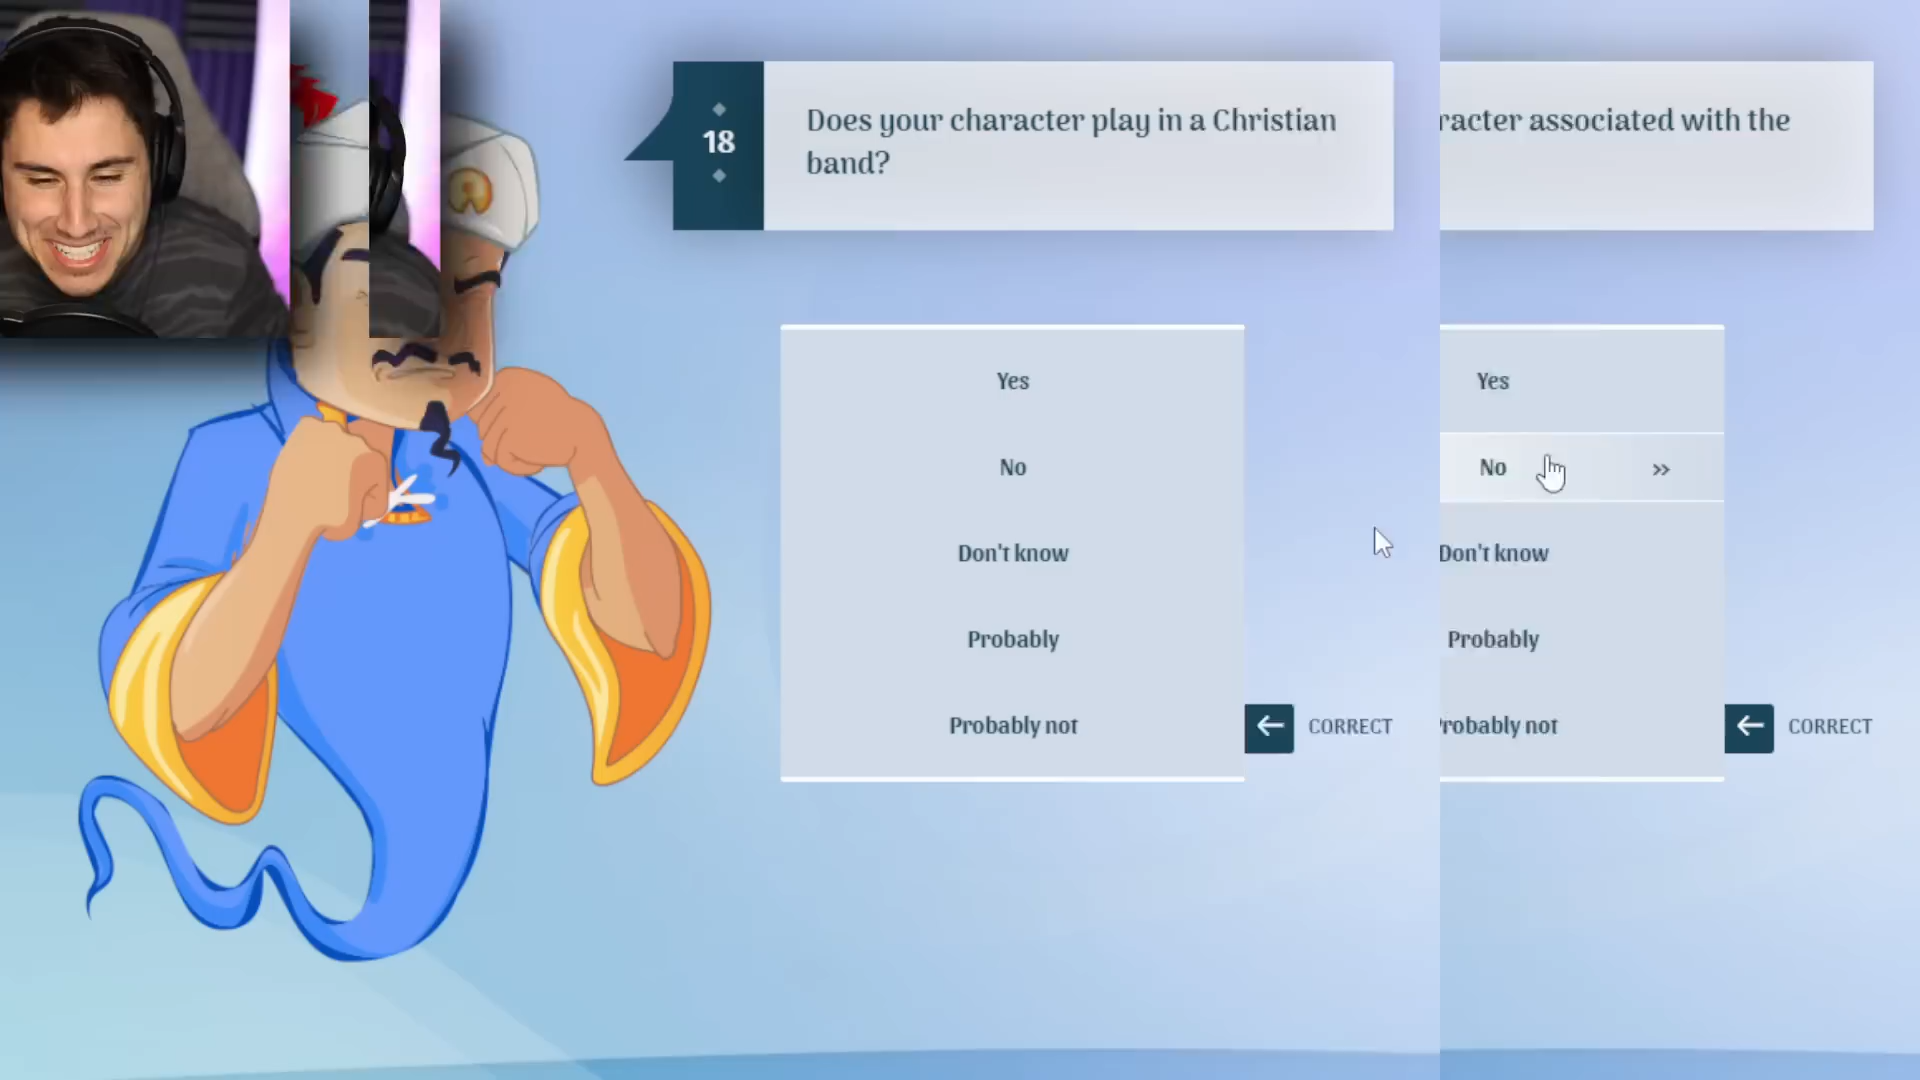 18
Does your character play in a Christian
band?
racter associated with the
Yes
No
Don't know
Probably
Probably not
CORRECT
Yes
No
Don't know
Probably
robably not
CORRECT